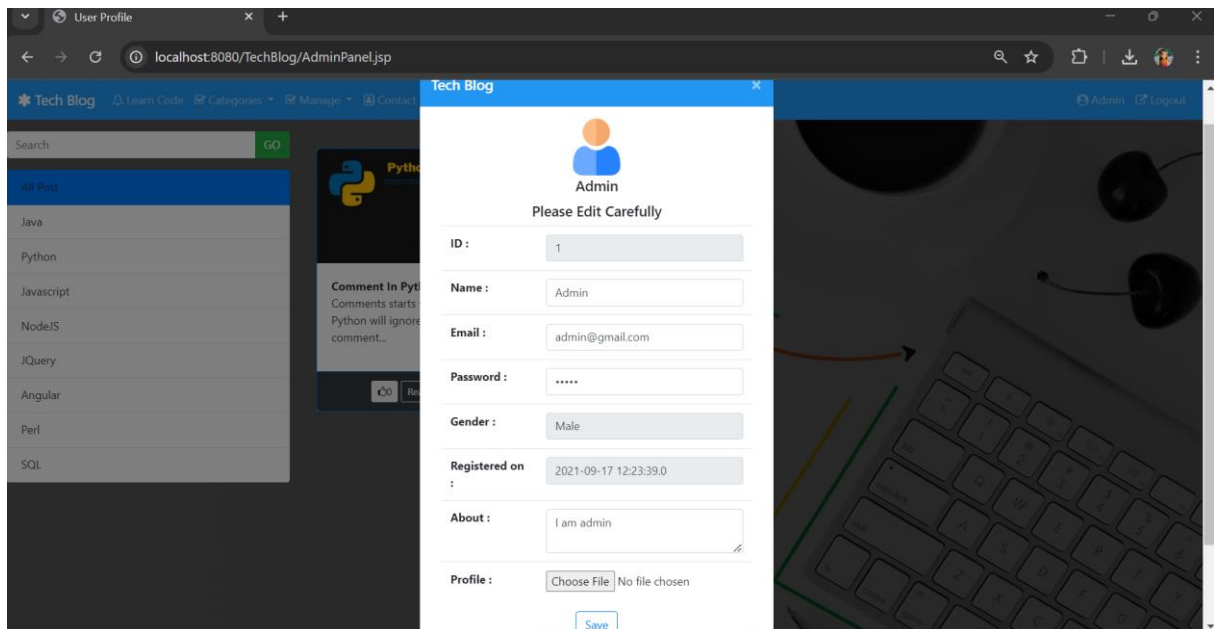 User Profile
localhost:8080/TechBlog/AdminPanel.jsp
Tech Blog Learn Code Categories Manage Contact
Admin Logout
Search GO
All Post
Java
Python
Javascript
NodeJS
JQuery
Angular
Perl
SQL
Comment In Pyt
Comments starts
Python will ignore
comment...
0
Tech Blog
Admin
Please Edit Carefully
ID : 1
Name : Admin
Email : admin@gmail.com
Password : •••••
Gender : Male
Registered on
: 2021-09-17 12:23:39.0
About : I am admin
Profile : Choose File No file chosen
Save